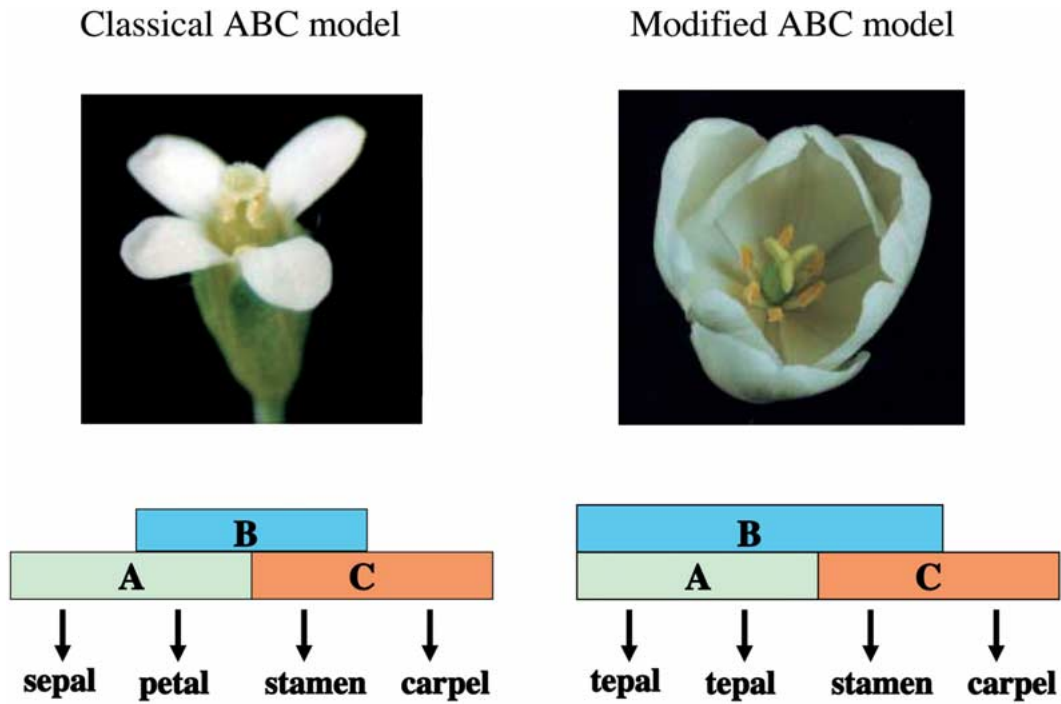 Classical ABC model
Modified ABC model
B
A C
sepal petal stamen carpel
B
A C
tepal tepal stamen carpel